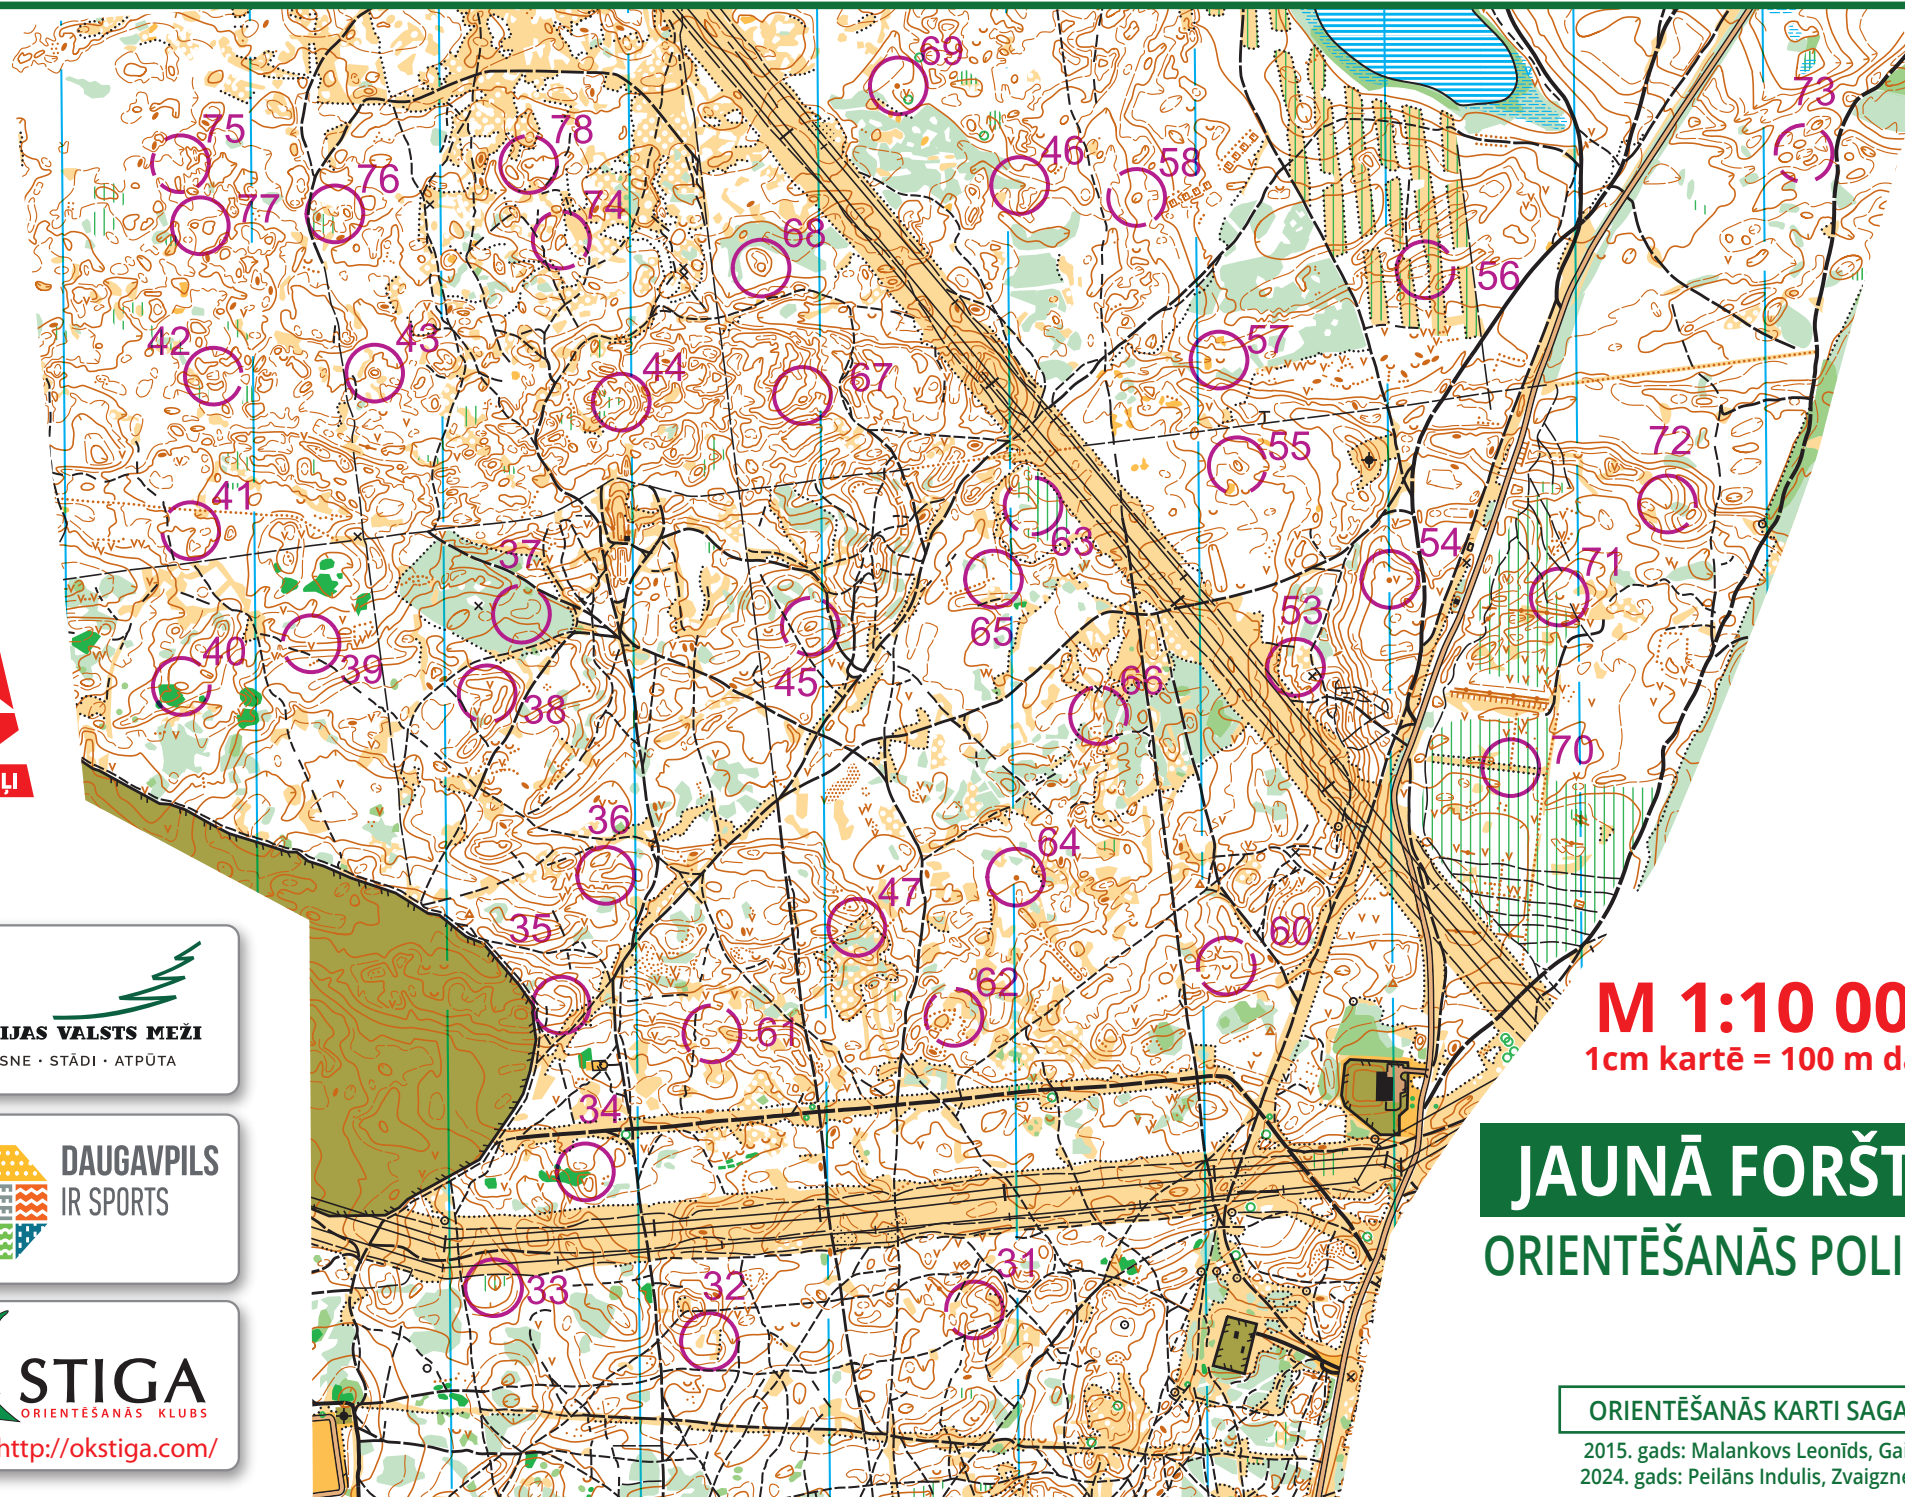 69
73
75
78
46
58
76
77
74
68
56
42
43
57
44
67
72
55
41
63
54
37
71
53
65
40
39
66
45
38
70
36
64
47
35
60
62
61
34
33
32
31
ĻI
IJAS VALSTS MEŽI
SNE · STĀDI · ATPŪTA
DAUGAVPILS
IR SPORTS
STIGA
ORIENTĒŠANĀS KLUBS
http://okstiga.com/
M 1:10 00
1cm kartē = 100 m da
JAUNĀ FORŠT
ORIENTĒŠANĀS POLI
ORIENTĒŠANĀS KARTI SAGA
2015. gads: Malankovs Leonīds, Gai
2024. gads: Peilāns Indulis, Zvaigzne